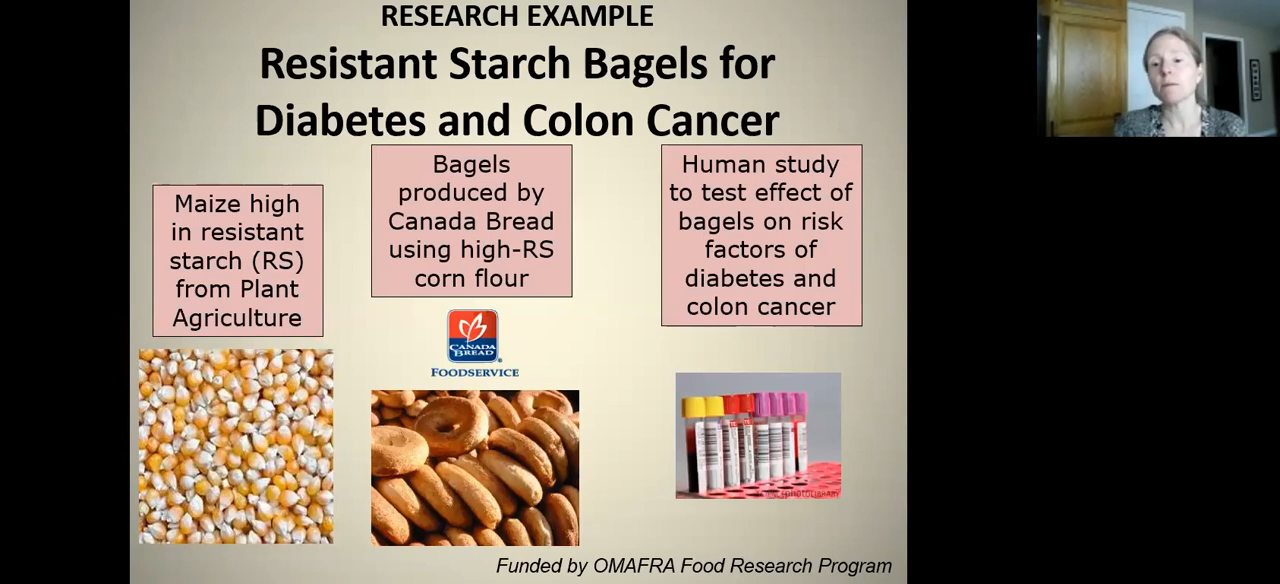 RESEARCH EXAMPLE
Resistant Starch Bagels for
Diabetes and Colon Cancer
Maize high
in resistant
starch (RS)
from Plant
Agriculture
Bagels
produced by
Canada Bread
using high-RS
corn flour
CANADA
BREAD
FOODSERVICE
Human study
to test effect of
bagels on risk
factors of
diabetes and
colon cancer
Funded by OMAFRA Food Research Program